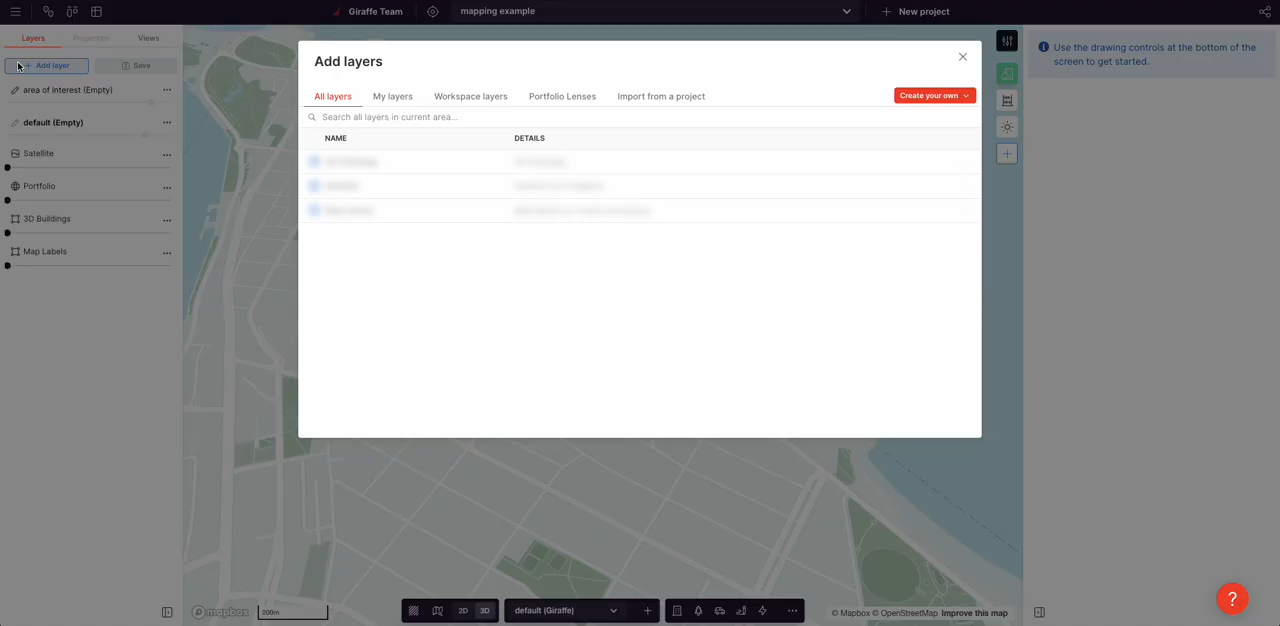 Giraffe Team
mapping example
New project
Layers
Properties
Views
Add layer
Save
area of interest (Empty)
default (Empty)
Satellite
Portfolio
3D Buildings
Map Labels
Add layers
All layers
My layers
Workspace layers
Portfolio Lenses
Import from a project
Create your own
Search all layers in current area...
NAME
DETAILS
Use the drawing controls at the bottom of the
screen to get started.
mapbox
200m
2D
3D
default (Giraffe)
© Mapbox © OpenStreetMap Improve this map
?